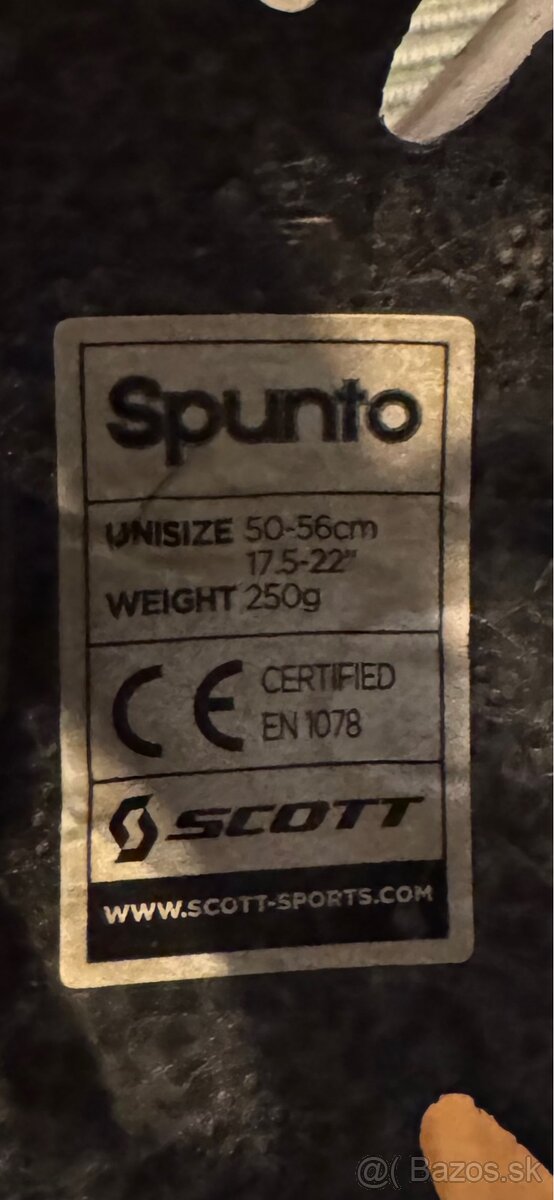 Spunto
UNISIZE 50-56cm
17.5-22"
WEIGHT 250g
CE CERTIFIED
EN 1078
SCOTT
WWW.SCOTT-SPORTS.COM
@( Bazos.sk